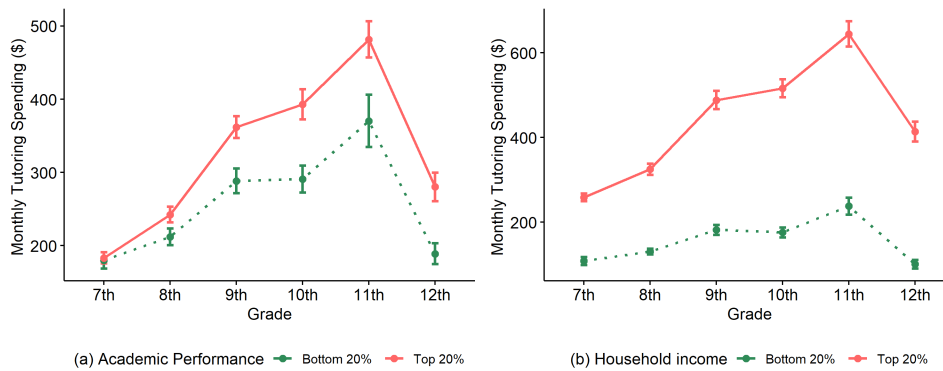 Monthly Tutoring Spending ($)
500
400
300
200
7th 8th 9th 10th 11th 12th
Grade
(a) Academic Performance Bottom 20% Top 20%
Monthly Tutoring Spending ($)
600
400
200
7th 8th 9th 10th 11th 12th
Grade
(b) Household income Bottom 20% Top 20%